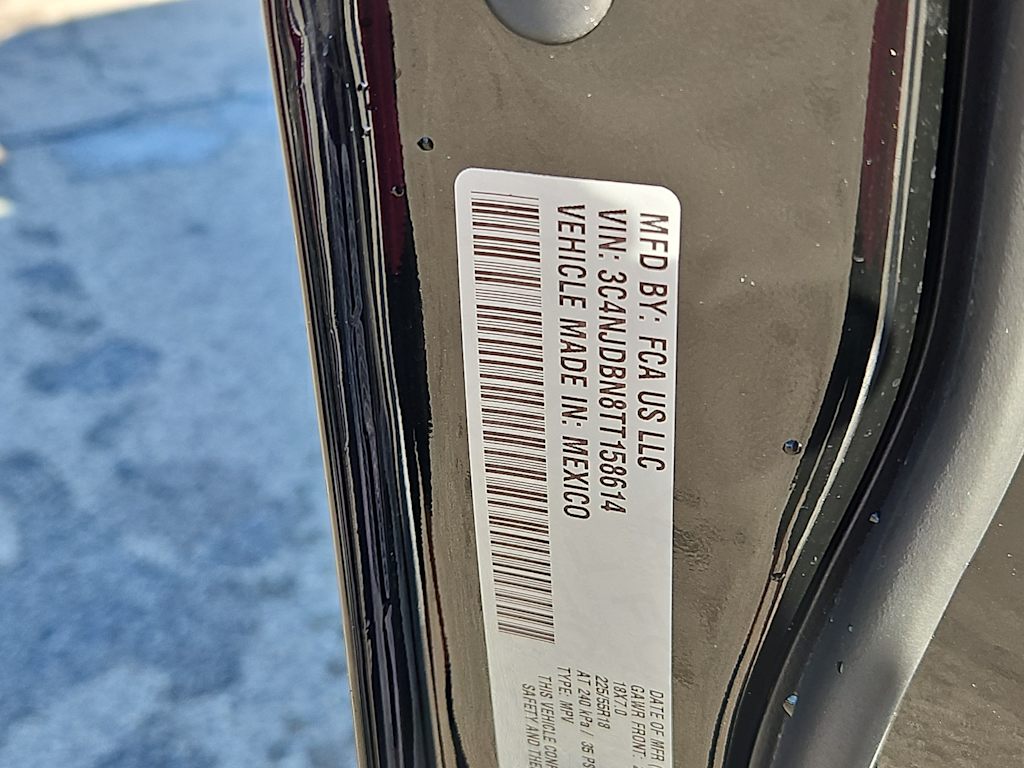 MFD BY: FCA US LLC
VIN: 3C4NJDBN8TT158614
VEHICLE MADE IN: MEXICO
DATE OF MFR
GAWR FRONT:
18X7.0
225/55R18
AT 240 kPa / 35 PS
TYPE: MPV
THIS VEHICLE CONF
SAFETY AND THE